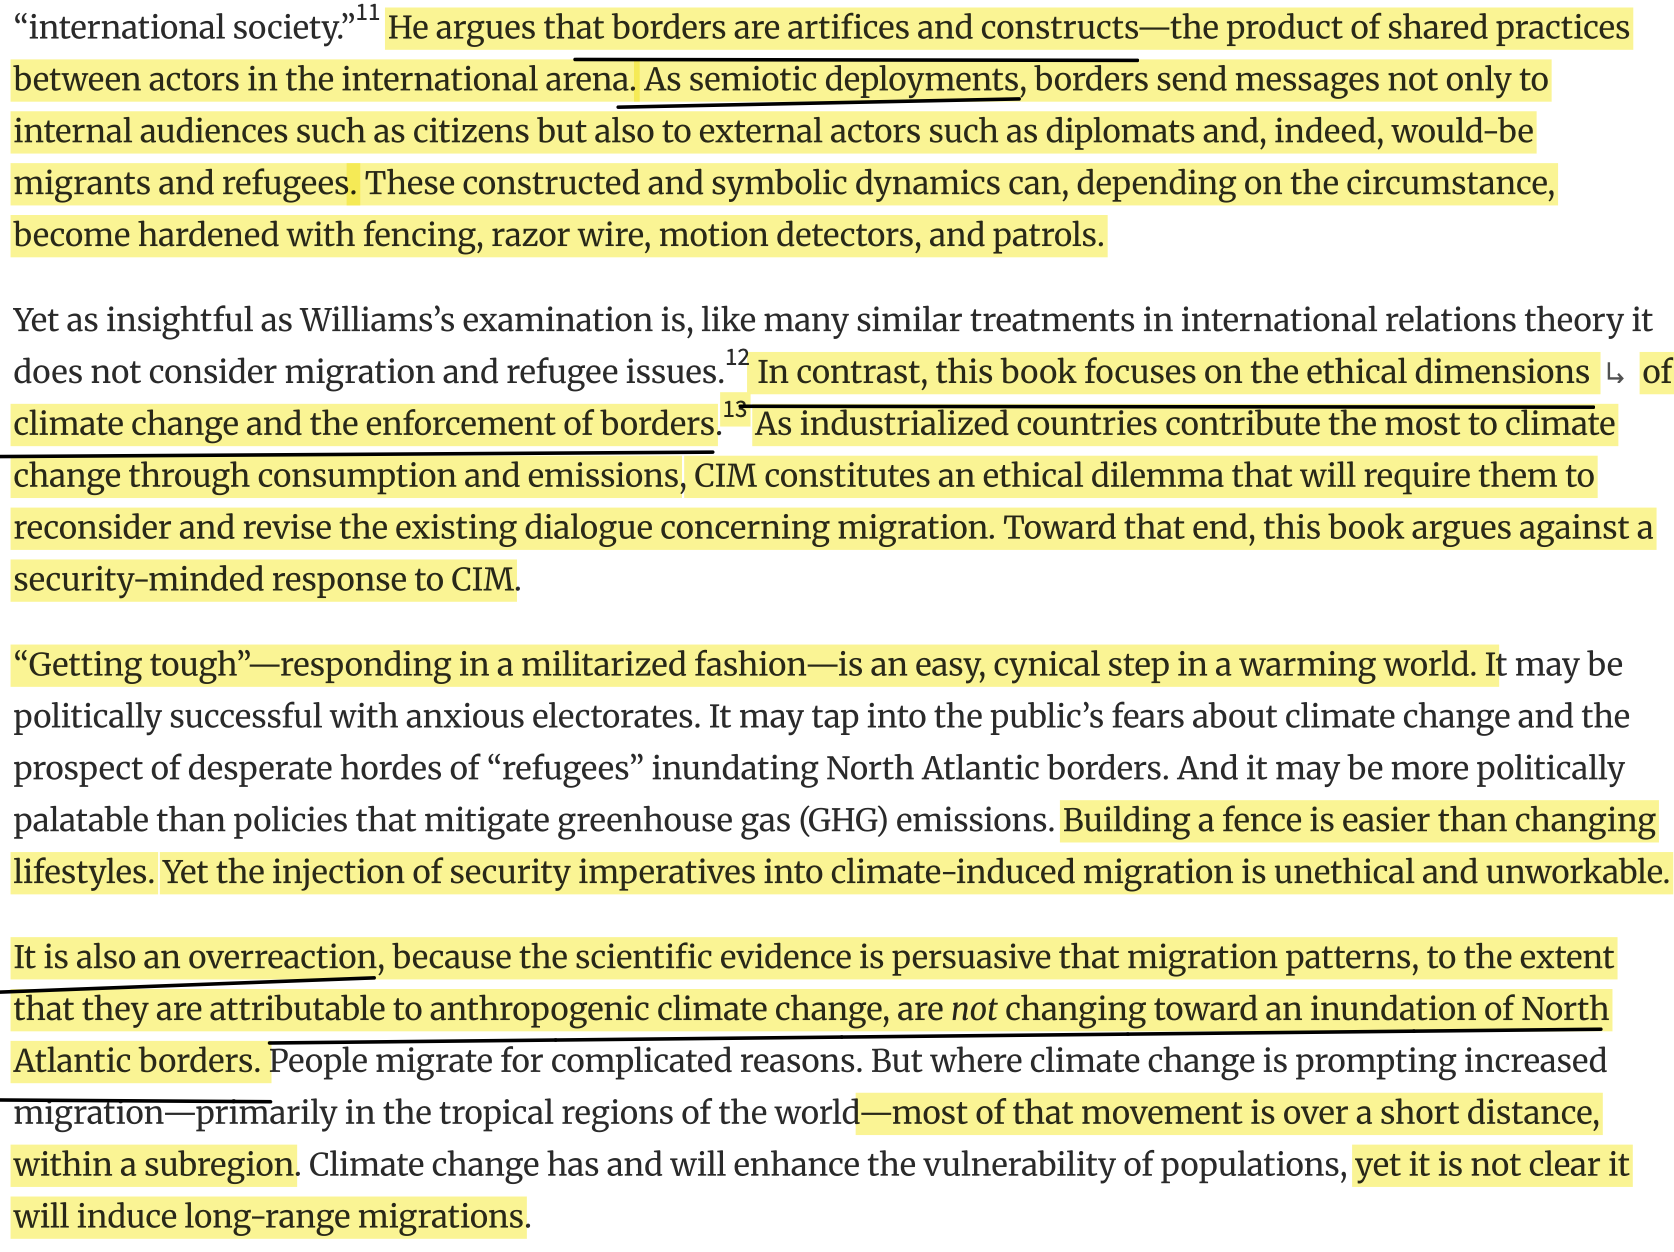 “international society.”11 He argues that borders are artifices and constructs—the product of shared practices
between actors in the international arena. As semiotic deployments, borders send messages not only to
internal audiences such as citizens but also to external actors such as diplomats and, indeed, would-be
migrants and refugees. These constructed and symbolic dynamics can, depending on the circumstance,
become hardened with fencing, razor wire, motion detectors, and patrols.
Yet as insightful as Williams’s examination is, like many similar treatments in international relations theory it
does not consider migration and refugee issues.12 In contrast, this book focuses on the ethical dimensions ↳ of
climate change and the enforcement of borders.13 As industrialized countries contribute the most to climate
change through consumption and emissions, CIM constitutes an ethical dilemma that will require them to
reconsider and revise the existing dialogue concerning migration. Toward that end, this book argues against a
security-minded response to CIM.
“Getting tough”—responding in a militarized fashion—is an easy, cynical step in a warming world. It may be
politically successful with anxious electorates. It may tap into the public’s fears about climate change and the
prospect of desperate hordes of “refugees” inundating North Atlantic borders. And it may be more politically
palatable than policies that mitigate greenhouse gas (GHG) emissions. Building a fence is easier than changing
lifestyles. Yet the injection of security imperatives into climate-induced migration is unethical and unworkable.
It is also an overreaction, because the scientific evidence is persuasive that migration patterns, to the extent
that they are attributable to anthropogenic climate change, are not changing toward an inundation of North
Atlantic borders. People migrate for complicated reasons. But where climate change is prompting increased
migration—primarily in the tropical regions of the world—most of that movement is over a short distance,
within a subregion. Climate change has and will enhance the vulnerability of populations, yet it is not clear it
will induce long-range migrations.